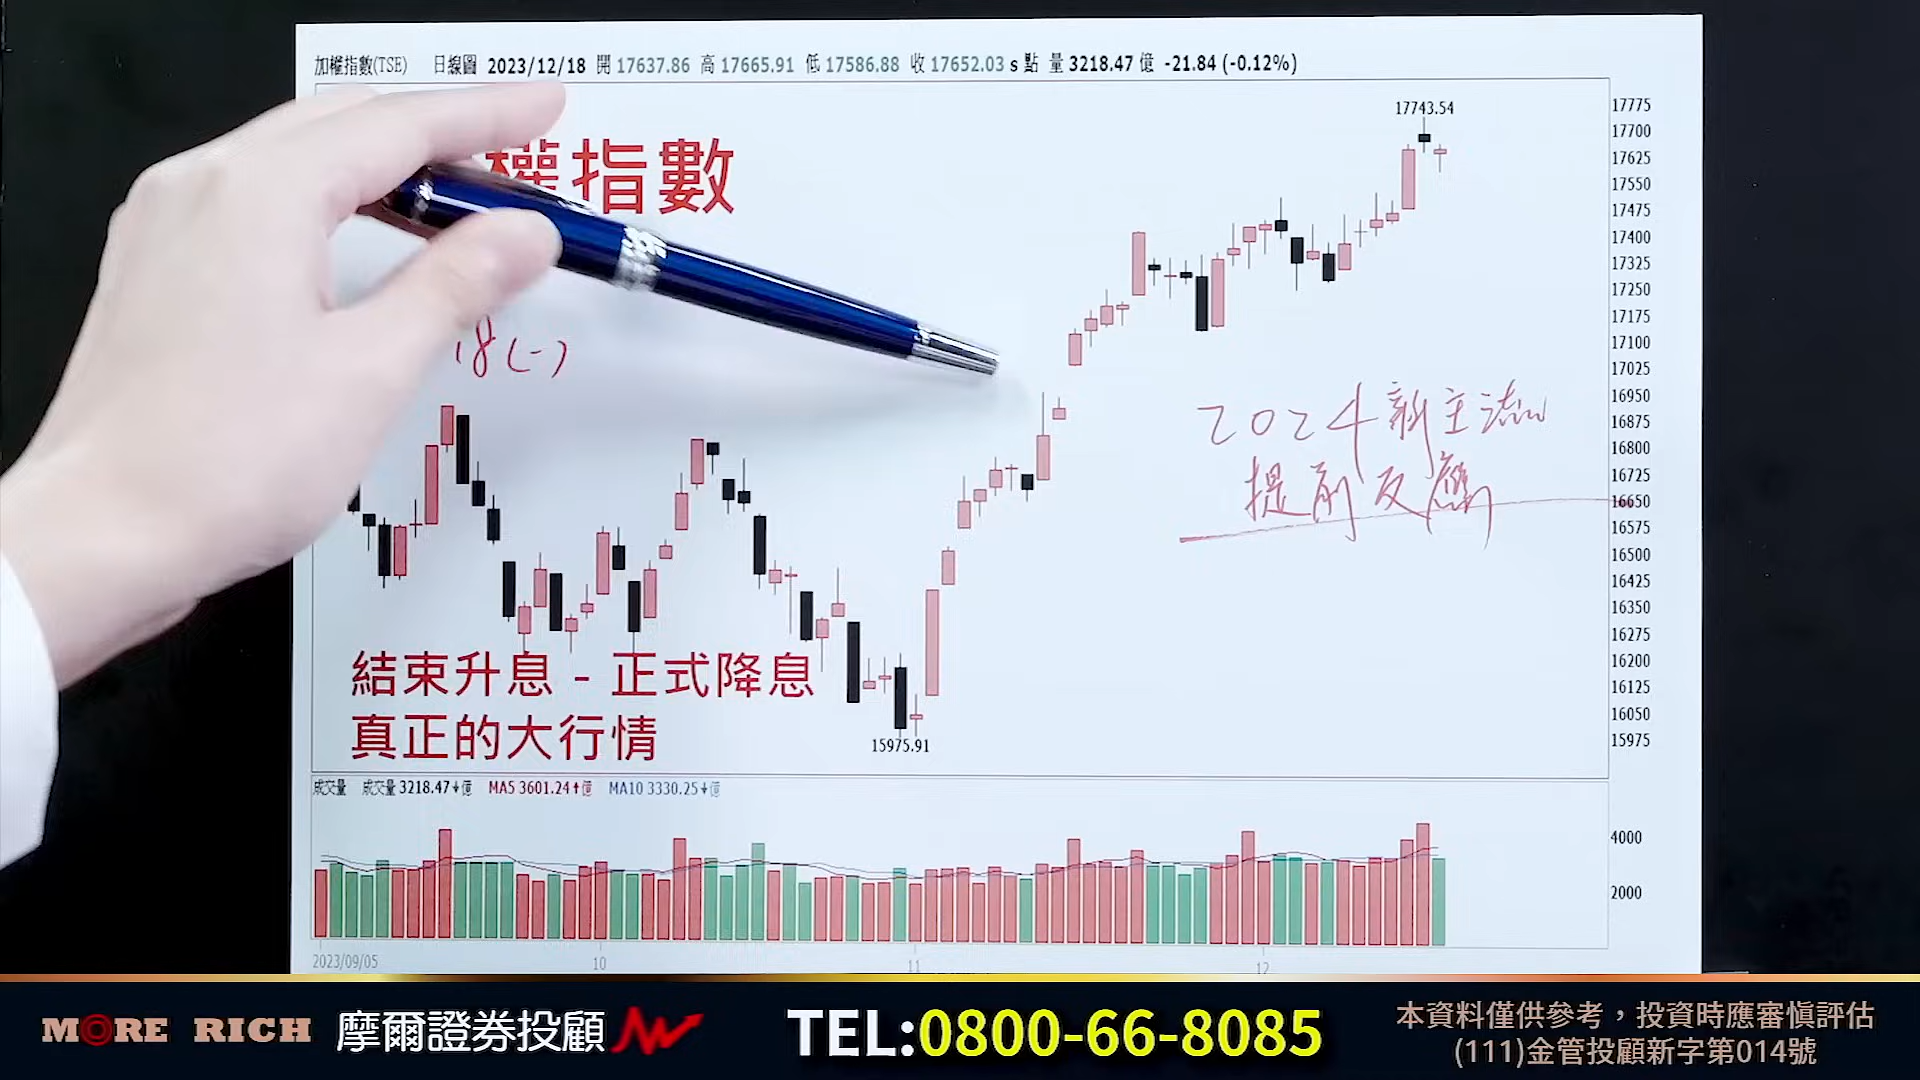 加權指數(TSE) 日線圖 2023/12/18 開 17637.86 高 17665.91 低 17586.88 收 17652.03 s 點 量 3218.47 億 -21.84 (-0.12%)
權指數
18(一)
17743.54
17775
17700
17625
17550
17475
17400
17325
17250
17175
17100
17025
16950
16875
16800
16725
16650
16575
16500
16425
16350
16275
16200
16125
16050
15975
2024新主流
提前反應
結束升息 - 正式降息
真正的大行情
15975.91
成交量 成交量 3218.47↓億 MA5 3601.24↑億 MA10 3330.25↓億
4000
2000
2023/09/05 10 11 12
MORE RICH 摩爾證券投顧
TEL:0800-66-8085
本資料僅供參考，投資時應審慎評估
(111)金管投顧新字第014號